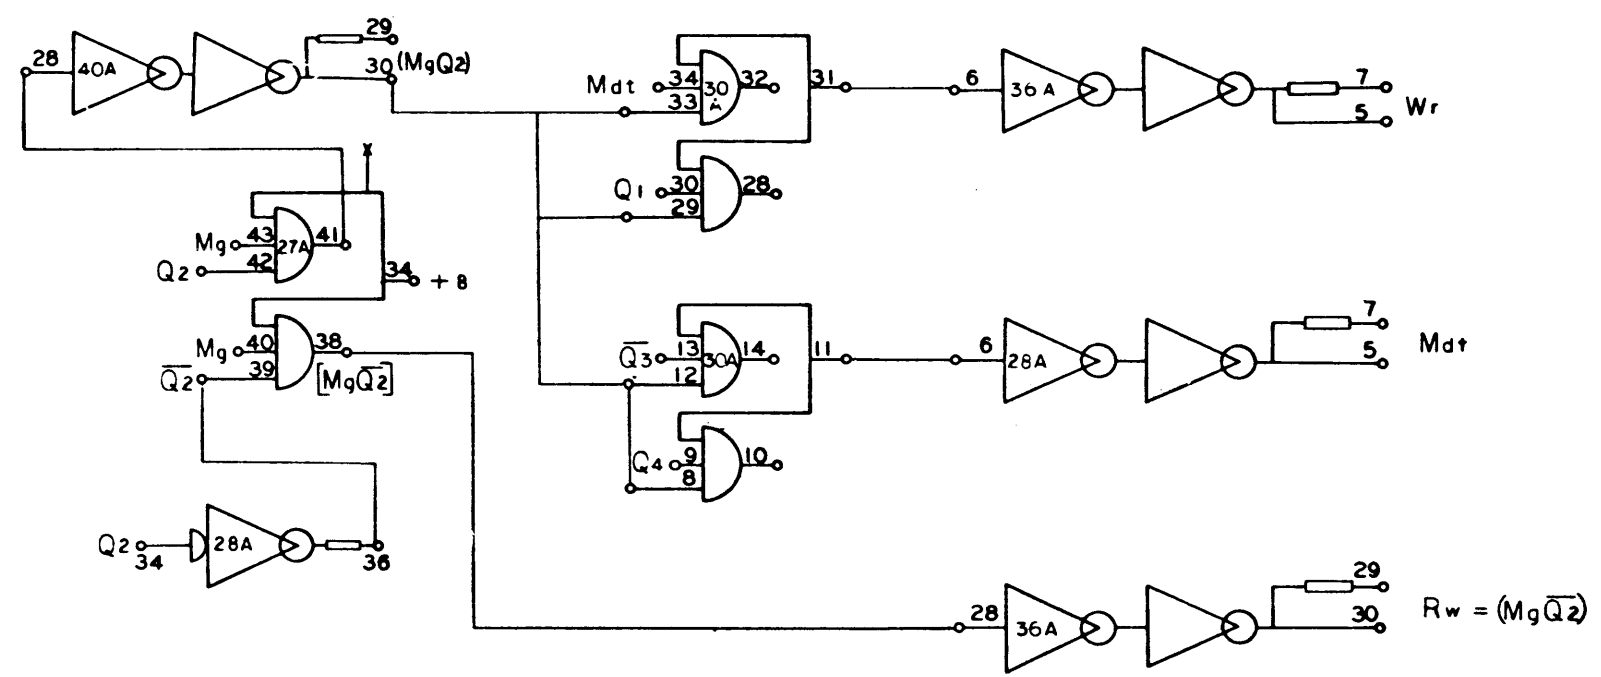 29
28
40A
30 (MgQ2)
Mdt
34
30
A
32
33
31
6
36A
7
5
Wr
x
Q1
30
29
28
Mg
43
27A
41
Q2
42
34
+8
Mg
40
38
Q̅2̅
39
[MgQ̅2̅]
Q̅3̅
13
30A
14
12
11
6
28A
7
5
Mdt
Q4
9
8
10
Q2
34
28A
36
28
36A
29
30
Rw = (MgQ̅2̅)